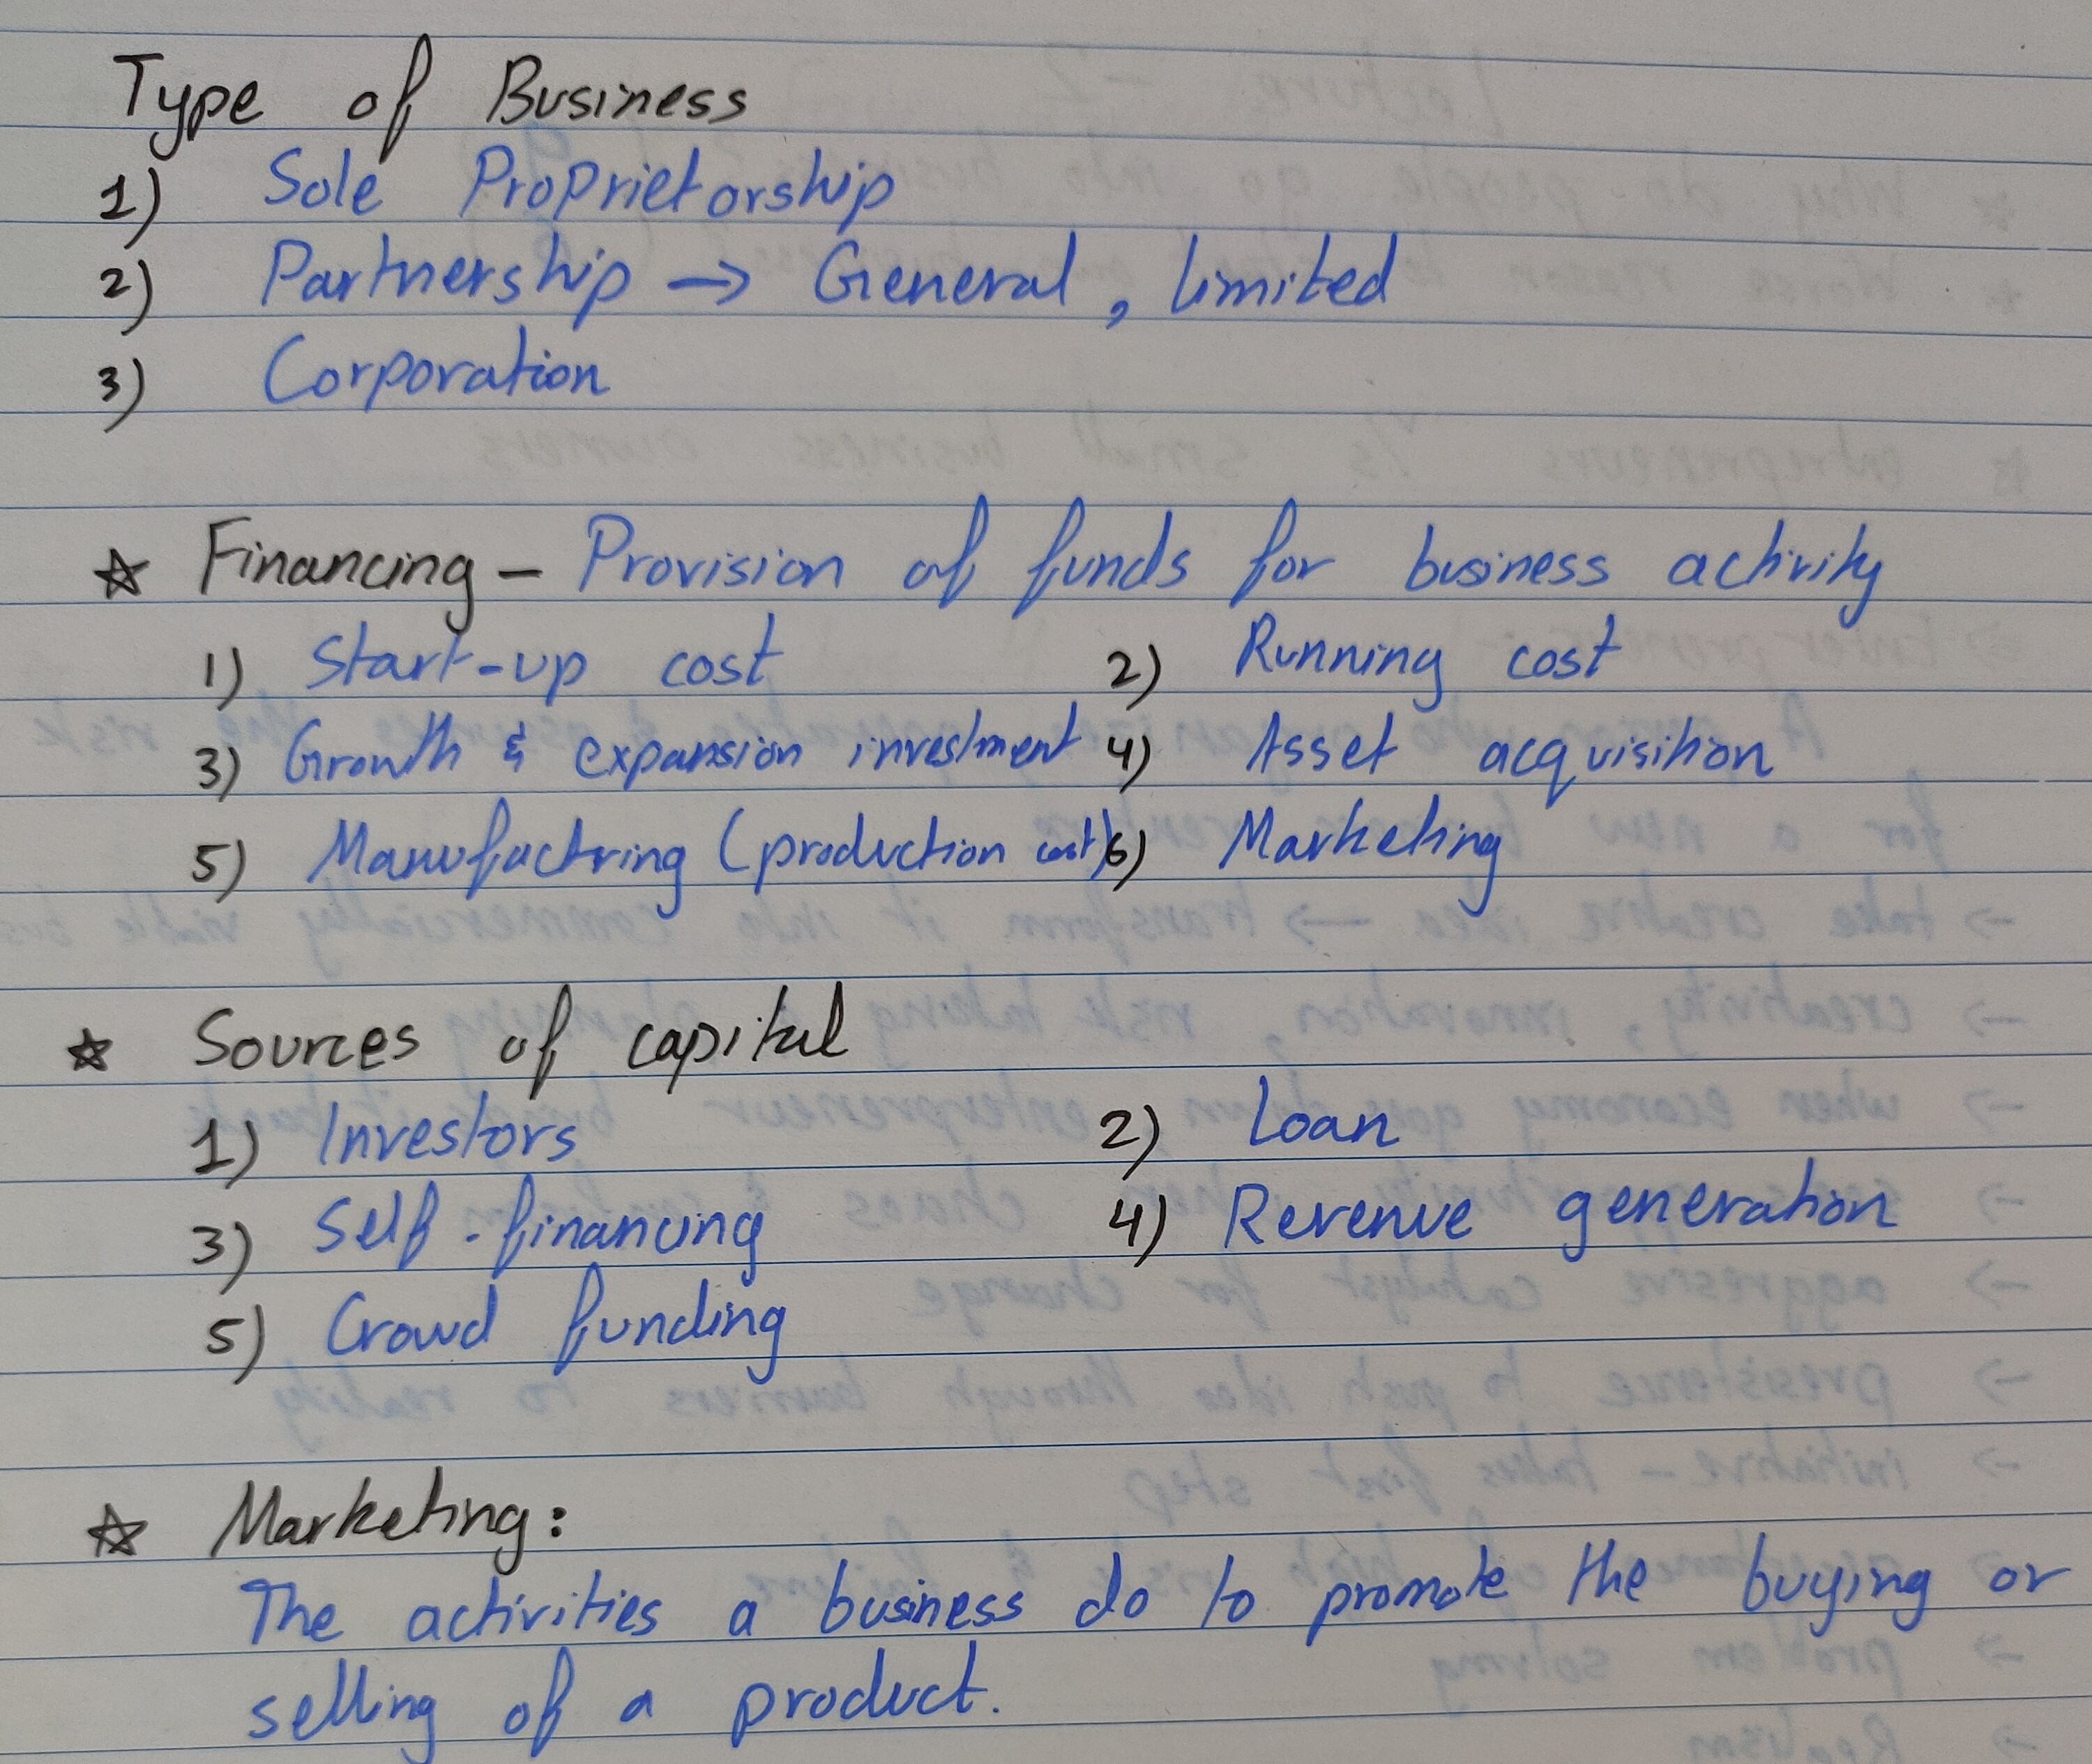 Type of Business
1) Sole Proprietorship
2) Partnership → General, limited
3) Corporation
☆ Financing – Provision of funds for business activity
1) Start-up cost 2) Running cost
3) Growth & expansion investment 4) Asset acquisition
5) Manufactring (production cost) 6) Marketing
☆ Sources of capital
1) Investors 2) Loan
3) Self-financing 4) Revenue generation
5) Crowd funding
☆ Marketing:
The activities a business do to promote the buying or
selling of a product.